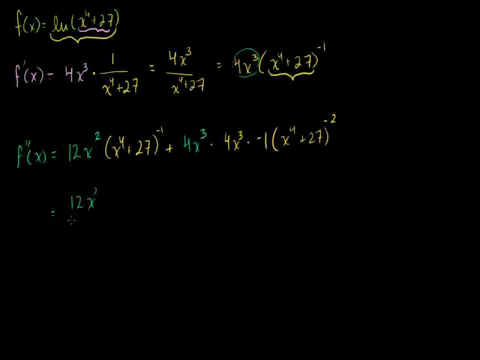 f(x) = ln(x⁴+27)
f'(x) = 4x³ · 1/(x⁴+27) = 4x³/(x⁴+27) = 4x³(x⁴+27)⁻¹
f''(x) = 12x²(x⁴+27)⁻¹ + 4x³ · 4x³ · -1(x⁴+27)⁻²
= 12x²